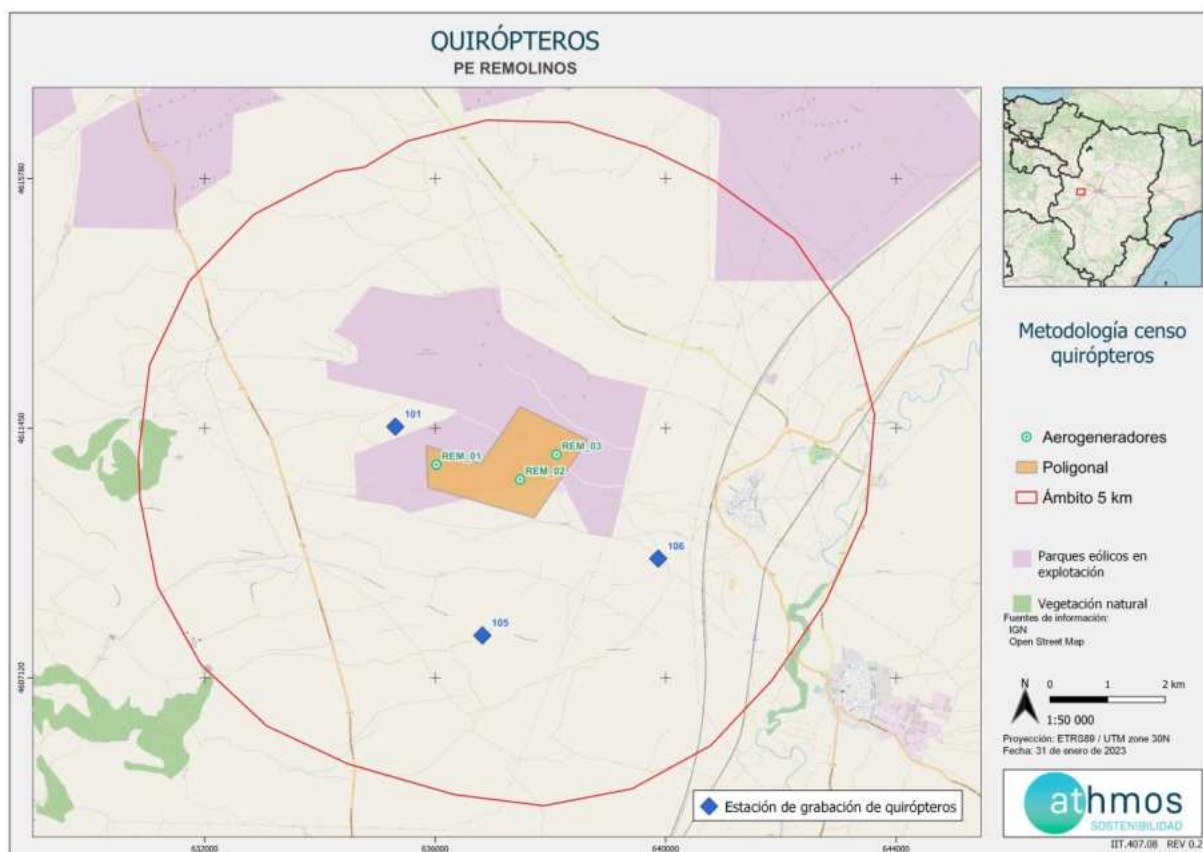 QUIRÓPTEROS
PE REMOLINOS
4615780
4611450
4607120
632000
636000
640000
644000
101
REM_01
REM_03
REM_02
106
105
Estación de grabación de quirópteros
Metodología censo
quirópteros
Aerogeneradores
Poligonal
Ámbito 5 km
Parques eólicos en
explotación
Vegetación natural
Fuentes de información:
IGN
Open Street Map
N
0 1 2 km
1:50 000
Proyección: ETRS89 / UTM zone 30N
Fecha: 31 de enero de 2023
athmos
SOSTENIBILIDAD
IIT.407.08 REV 0.2